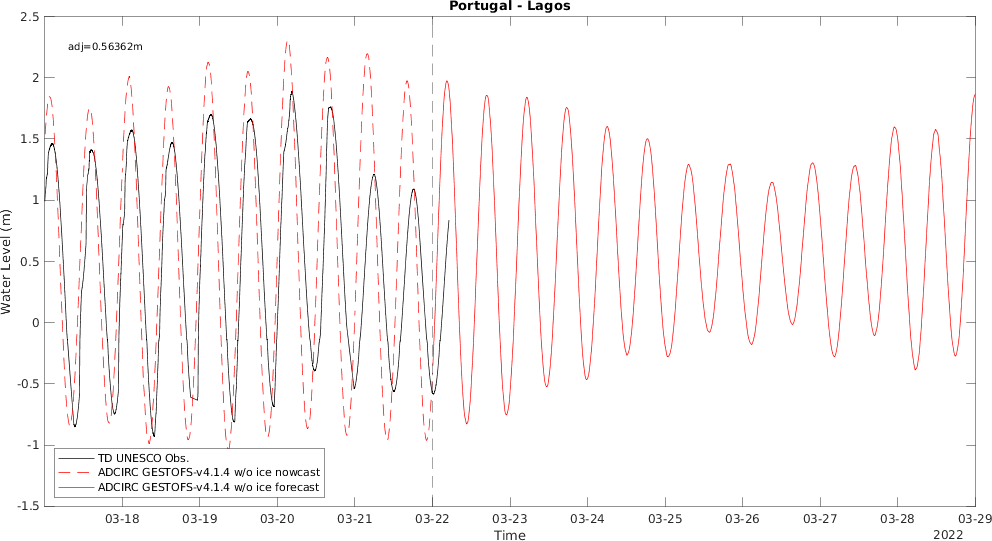 Portugal - Lagos
adj=0.56362m
Water Level (m)
2.5
2
1.5
1
0.5
0
-0.5
-1
-1.5
TD UNESCO Obs.
ADCIRC GESTOFS-v4.1.4 w/o ice nowcast
ADCIRC GESTOFS-v4.1.4 w/o ice forecast
03-18 03-19 03-20 03-21 03-22 03-23 03-24 03-25 03-26 03-27 03-28 03-29
Time
2022